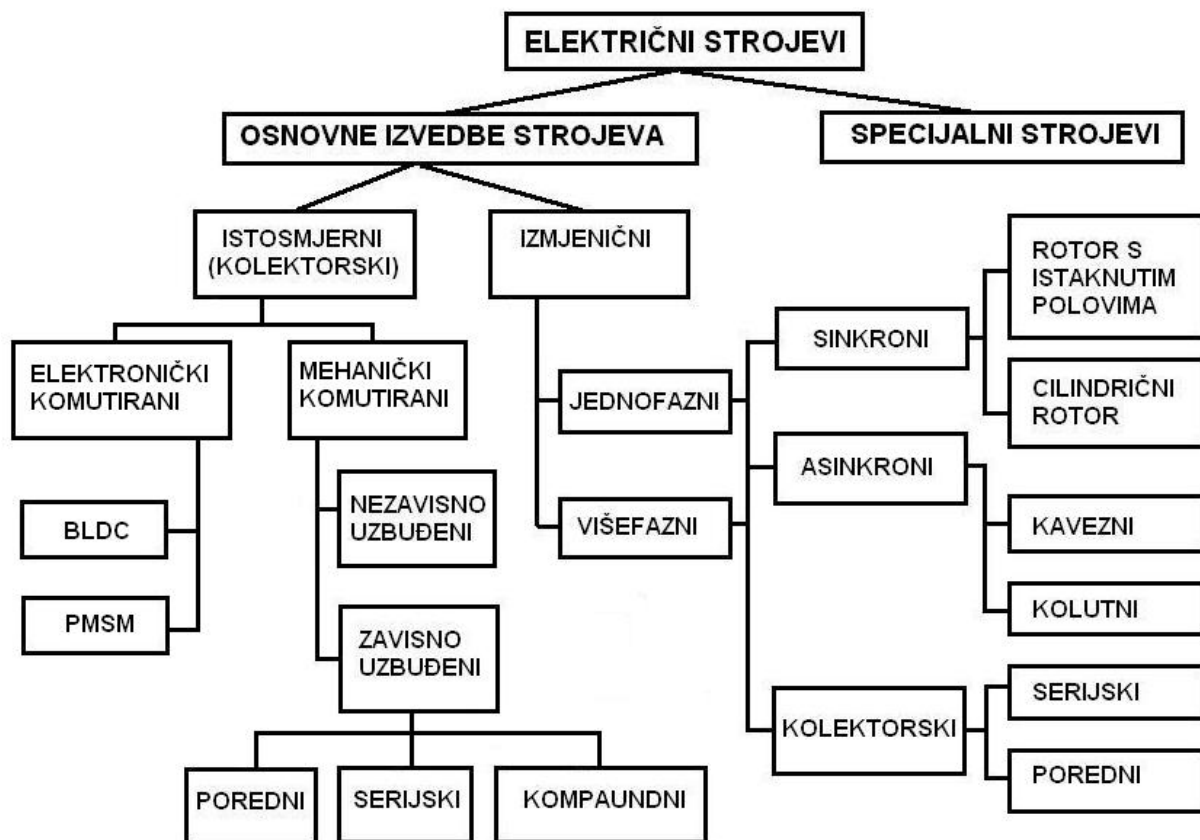 ELEKTRIČNI STROJEVI
OSNOVNE IZVEDBE STROJEVA
SPECIJALNI STROJEVI
ISTOSMJERNI
(KOLEKTORSKI)
IZMJENIČNI
ELEKTRONIČKI
KOMUTIRANI
MEHANIČKI
KOMUTIRANI
BLDC
PMSM
NEZAVISNO
UZBUĐENI
ZAVISNO
UZBUĐENI
POREDNI
SERIJSKI
KOMPAUNDNI
JEDNOFAZNI
VIŠEFAZNI
SINKRONI
ROTOR S
ISTAKNUTIM
POLOVIMA
CILINDRIČNI
ROTOR
ASINKRONI
KAVEZNI
KOLUTNI
KOLEKTORSKI
SERIJSKI
POREDNI